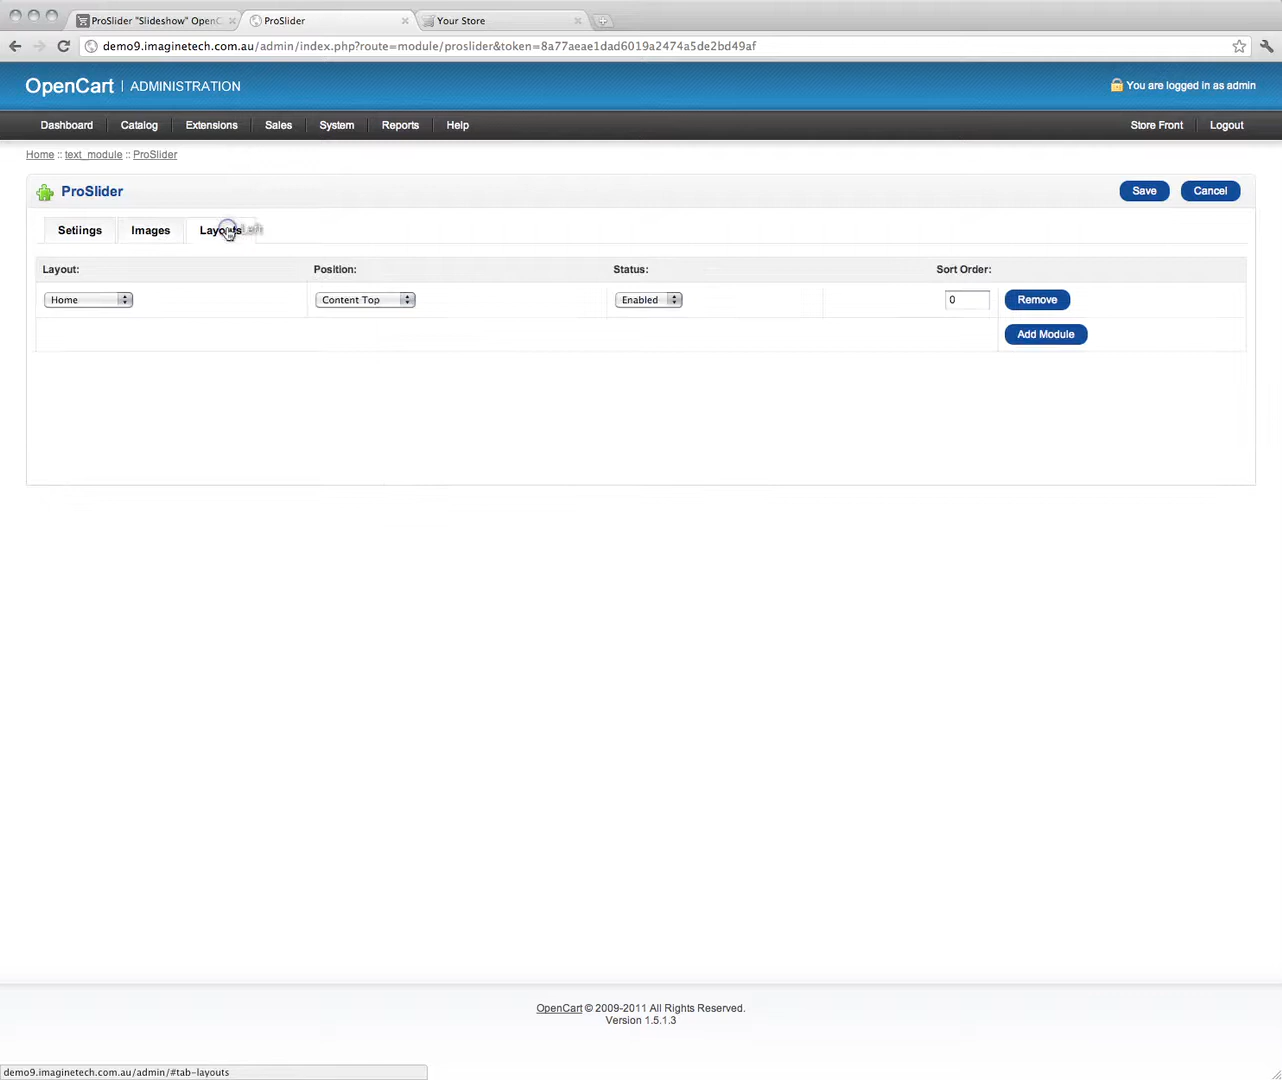 ProSlider "Slideshow" OpenC
ProSlider
Your Store
demo9.imaginetech.com.au/admin/index.php?route=module/proslider&token=8a77aeae1dad6019a2474a5de2bd49af
OpenCart | ADMINISTRATION
You are logged in as admin
Dashboard
Catalog
Extensions
Sales
System
Reports
Help
Store Front
Logout
Home :: text_module :: ProSlider
ProSlider
Save
Cancel
Setiings
Images
Layouts
Left
Layout:
Position:
Status:
Sort Order:
Home
Content Top
Enabled
0
Remove
Add Module
OpenCart © 2009-2011 All Rights Reserved.
Version 1.5.1.3
demo9.imaginetech.com.au/admin/#tab-layouts